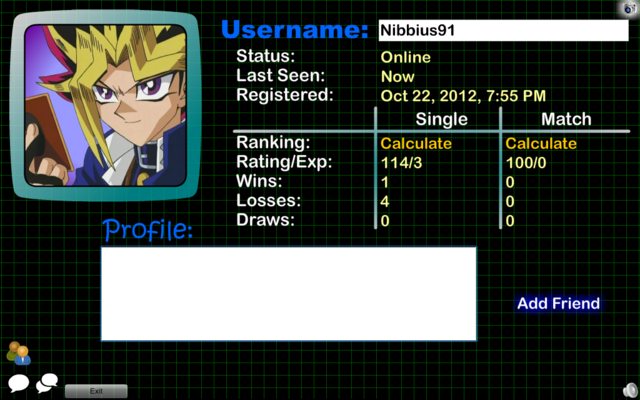 Username: Nibbius91
Status: Online
Last Seen: Now
Registered: Oct 22, 2012, 7:55 PM
Single Match
Ranking: Calculate Calculate
Rating/Exp: 114/3 100/0
Wins: 1 0
Losses: 4 0
Draws: 0 0
Profile:
Add Friend
Exit